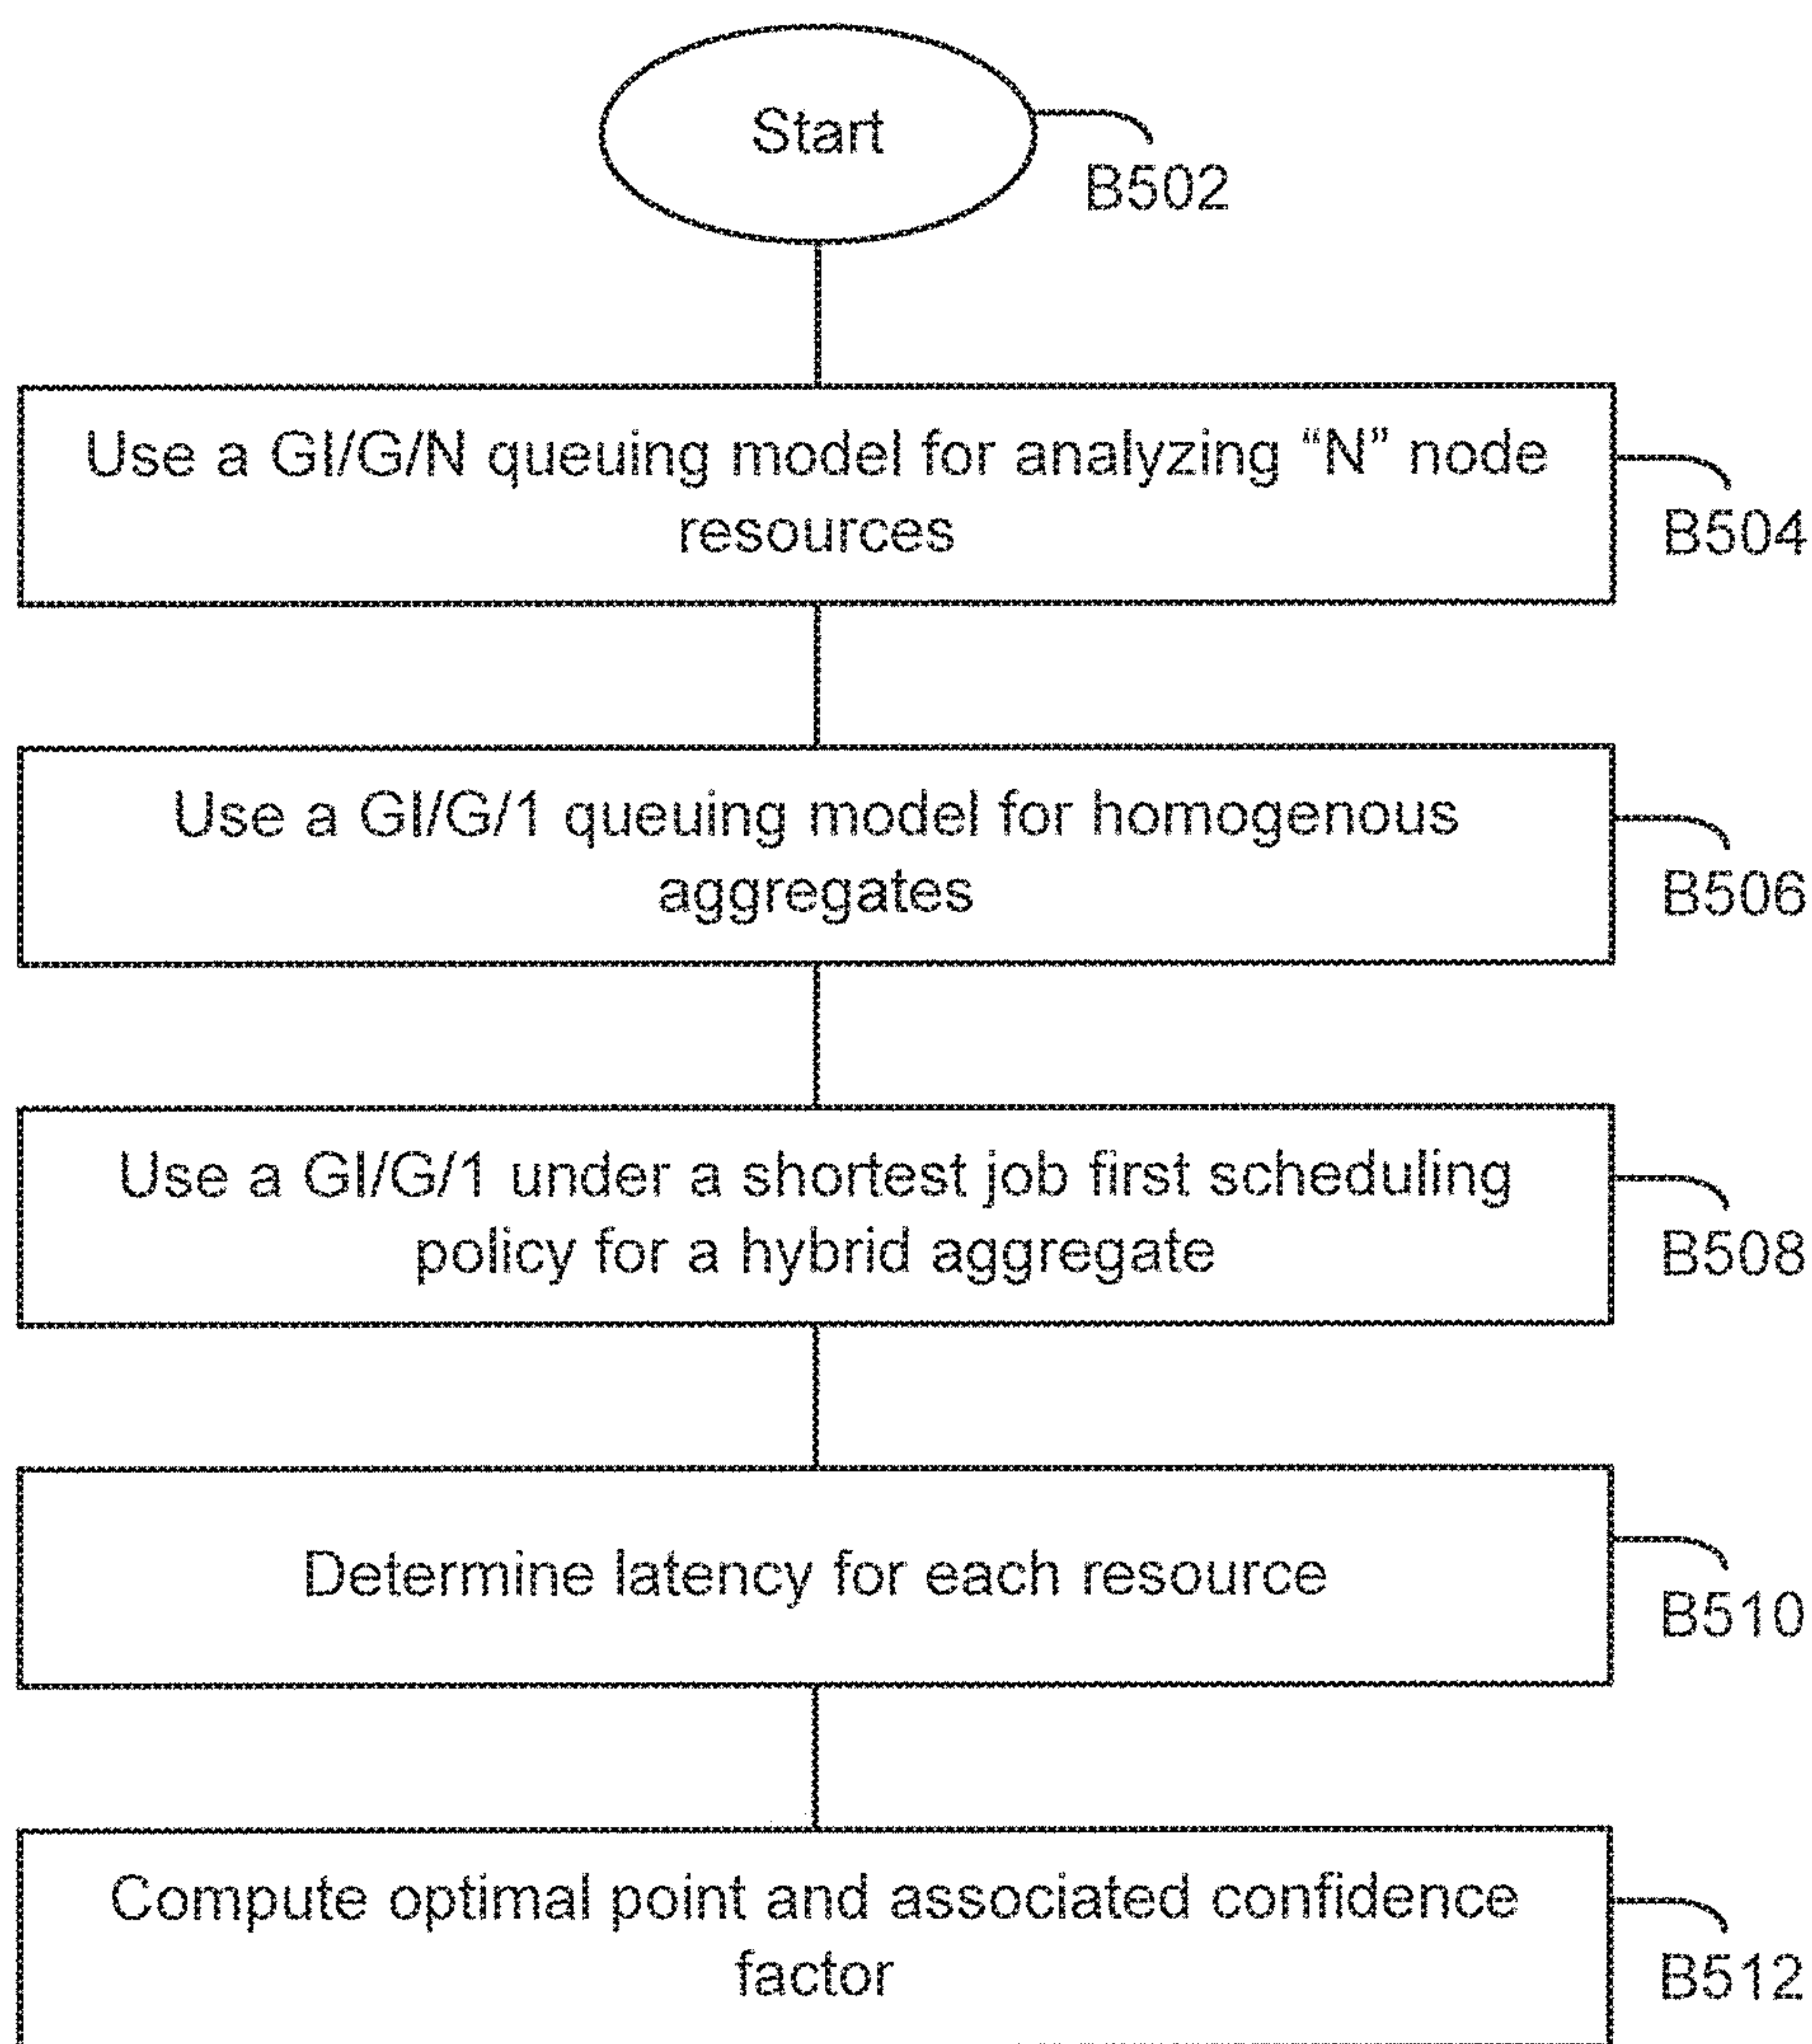 Start
B502
Use a GI/G/N queuing model for analyzing “N” node
resources
B504
Use a GI/G/1 queuing model for homogenous
aggregates
B506
Use a GI/G/1 under a shortest job first scheduling
policy for a hybrid aggregate
B508
Determine latency for each resource
B510
Compute optimal point and associated confidence
factor
B512